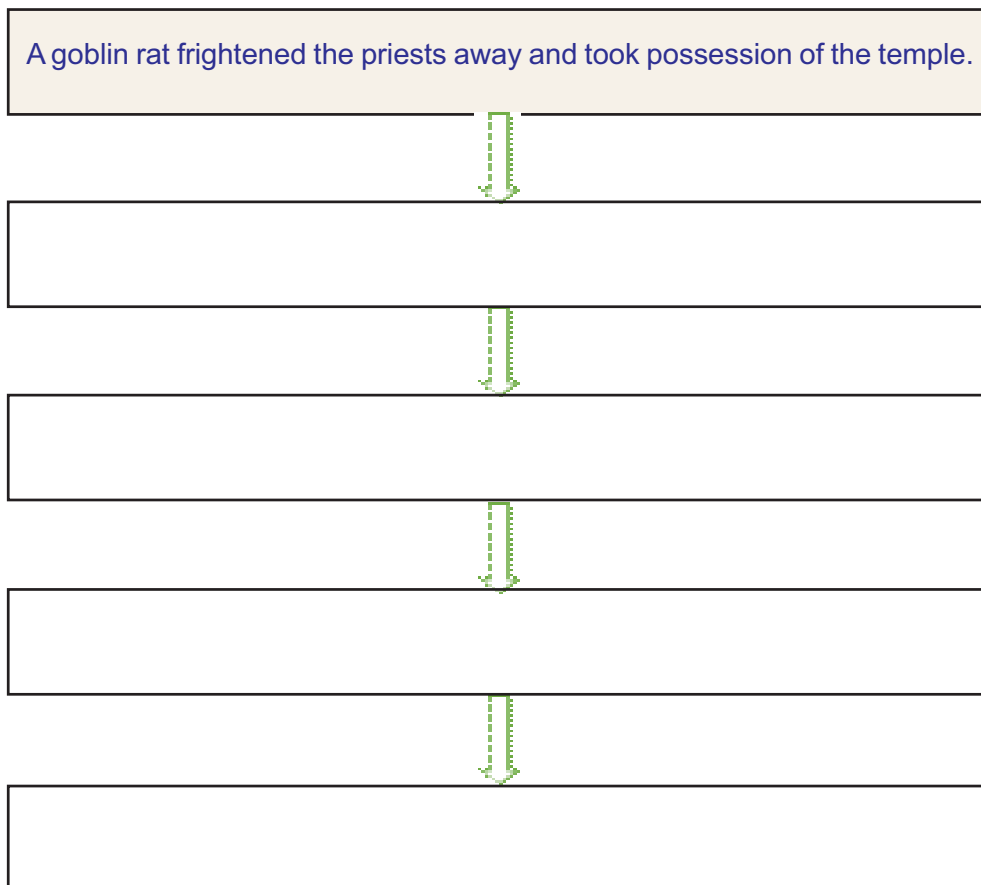 A goblin rat frightened the priests away and took possession of the temple.